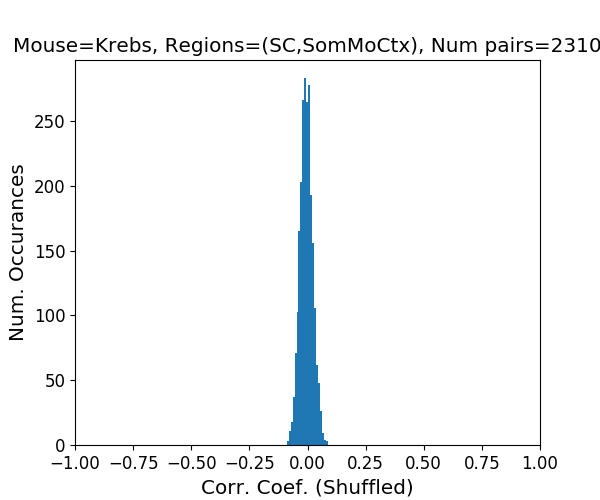 Mouse=Krebs, Regions=(SC,SomMoCtx), Num pairs=2310
Num. Occurances
250
200
150
100
50
0
−1.00 −0.75 −0.50 −0.25 0.00 0.25 0.50 0.75 1.00
Corr. Coef. (Shuffled)